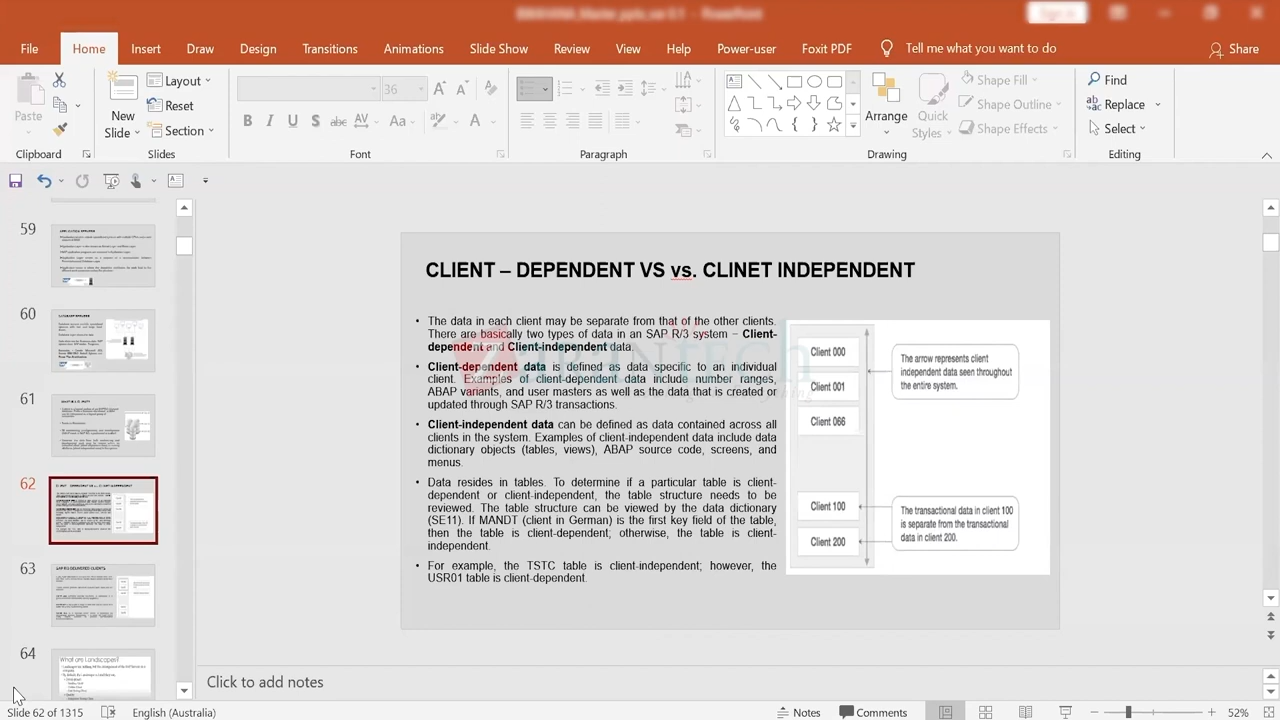 Share
File
Home
Insert
Draw
Design
Transitions
Animations
Slide Show
Review
View
Help
Power-user
Foxit PDF
Tell me what you want to do
Paste
New
Slide
Layout
Reset
Section
36
Aa
Arrange
Quick
Styles
Shape Fill
Shape Outline
Shape Effects
Find
Replace
Select
Clipboard
Slides
Font
Paragraph
Drawing
Editing
59
60
61
62
63
64
What are Landscapes?
CLIENT – DEPENDENT VS vs. CLINET INDEPENDENT
• The data in each client may be separate from that of the other clients.
There are basically two types of data in an SAP R/3 system – Client-
dependent and Client-independent data.
• Client-dependent data is defined as data specific to an individual
client. Examples of client-dependent data include number ranges,
ABAP variants, and user masters as well as the data that is created or
updated through SAP R/3 transactions.
• Client-independent data can be defined as data contained across all
clients in the system. Examples of client-independent data include data
dictionary objects (tables, views), ABAP source code, screens, and
menus.
• Data resides in tables. To determine if a particular table is client-
dependent or client-independent, the table structure needs to be
reviewed. The table structure can be viewed by the data dictionary
(SE11). If MANDT (client in German) is the first key field of the table,
then the table is client-dependent; otherwise, the table is client-
independent.
• For example, the TSTC table is client-independent; however, the
USR01 table is client-dependent.
Client 000
Client 001
Client 066
Client 100
Client 200
The arrow represents client
independent data seen throughout
the entire system.
The transactional data in client 100
is separate from the transactional
data in client 200.
Click to add notes
Slide 62 of 1315
English (Australia)
Notes
Comments
52%